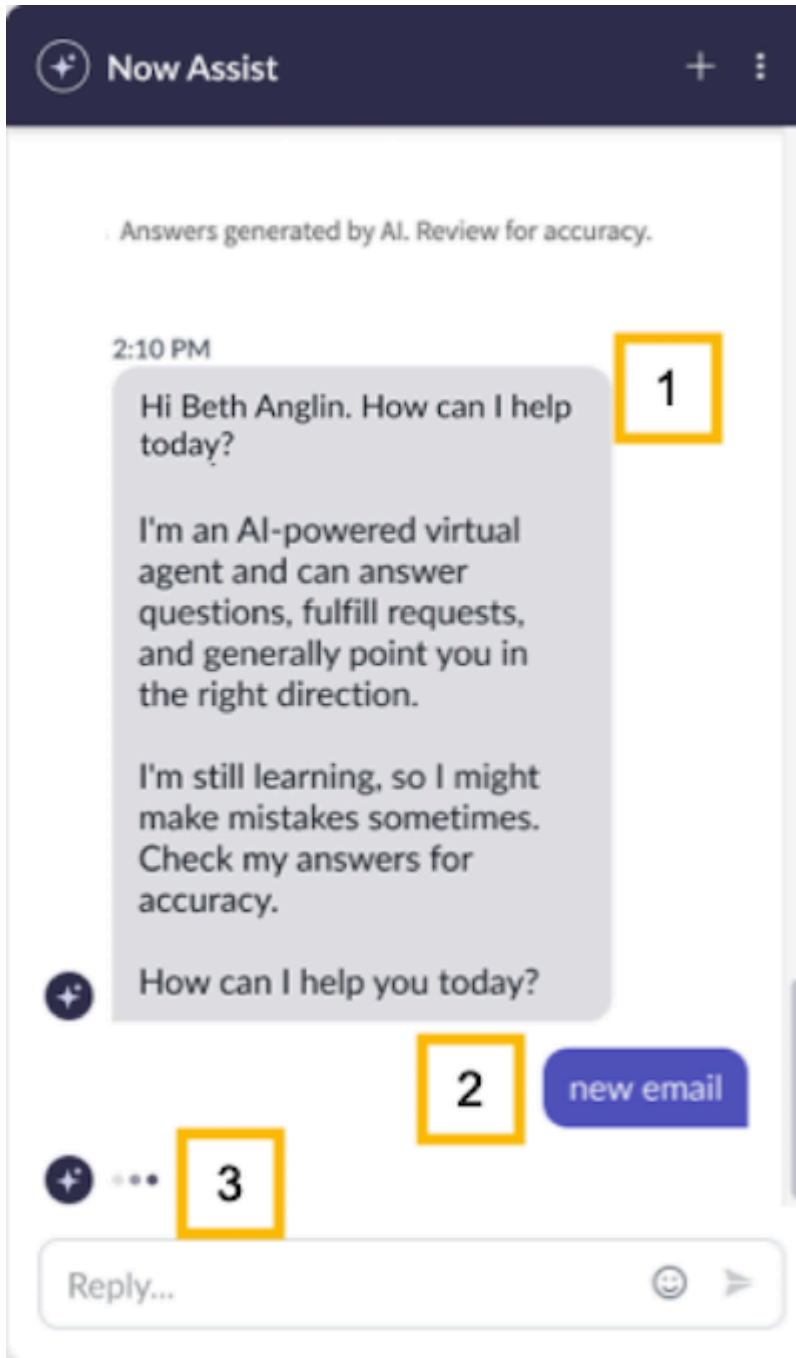 Now Assist
Answers generated by AI. Review for accuracy.
2:10 PM
1
Hi Beth Anglin. How can I help
today?
I'm an AI-powered virtual
agent and can answer
questions, fulfill requests,
and generally point you in
the right direction.
I'm still learning, so I might
make mistakes sometimes.
Check my answers for
accuracy.
How can I help you today?
2
new email
3
Reply...